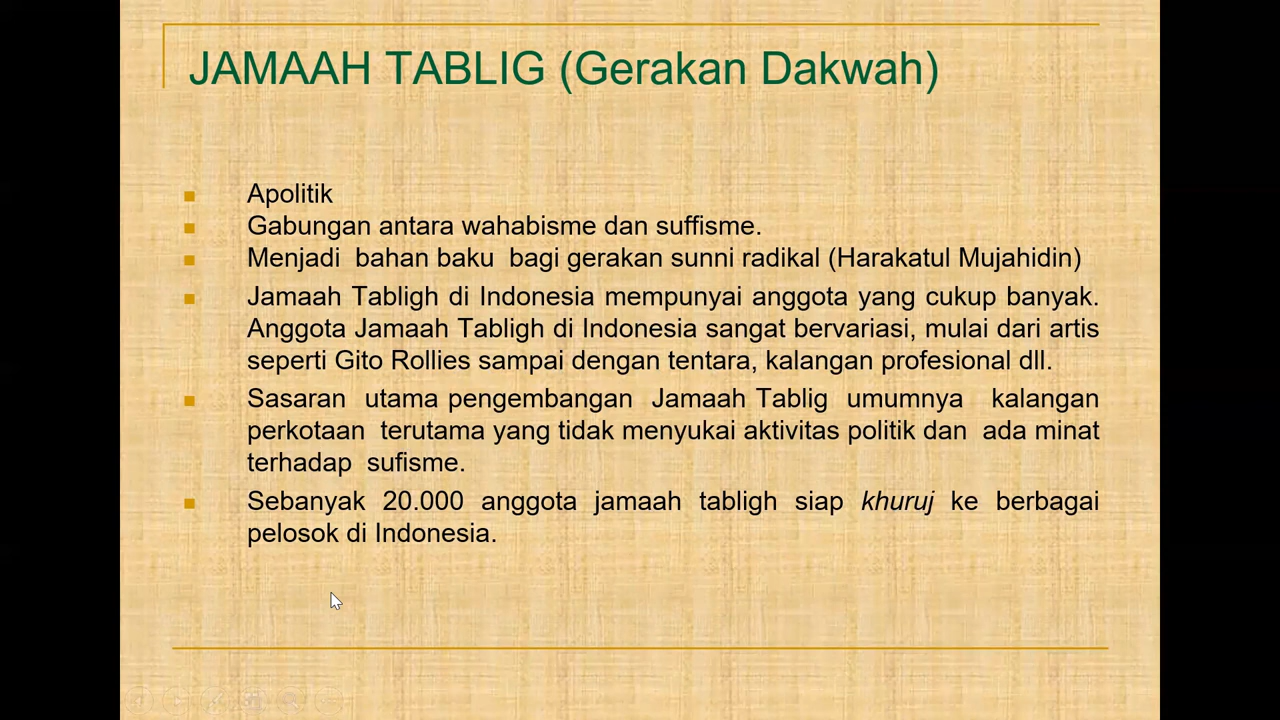 JAMAAH TABLIG (Gerakan Dakwah)
Apolitik
Gabungan antara wahabisme dan suffisme.
Menjadi bahan baku bagi gerakan sunni radikal (Harakatul Mujahidin)
Jamaah Tabligh di Indonesia mempunyai anggota yang cukup banyak.
Anggota Jamaah Tabligh di Indonesia sangat bervariasi, mulai dari artis
seperti Gito Rollies sampai dengan tentara, kalangan profesional dll.
Sasaran utama pengembangan Jamaah Tablig umumnya kalangan
perkotaan terutama yang tidak menyukai aktivitas politik dan ada minat
terhadap sufisme.
Sebanyak 20.000 anggota jamaah tabligh siap khuruj ke berbagai
pelosok di Indonesia.